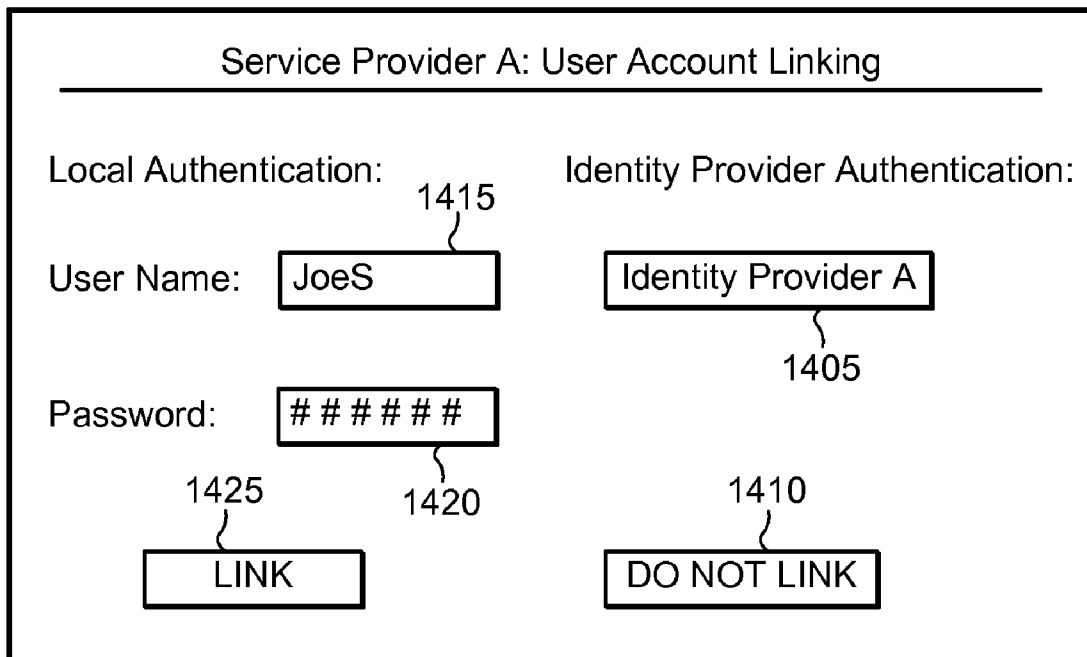 Service Provider A: User Account Linking
Local Authentication:
Identity Provider Authentication:
1415
User Name:
JoeS
Identity Provider A
1405
Password:
# # # # # #
1420
1425
LINK
1410
DO NOT LINK